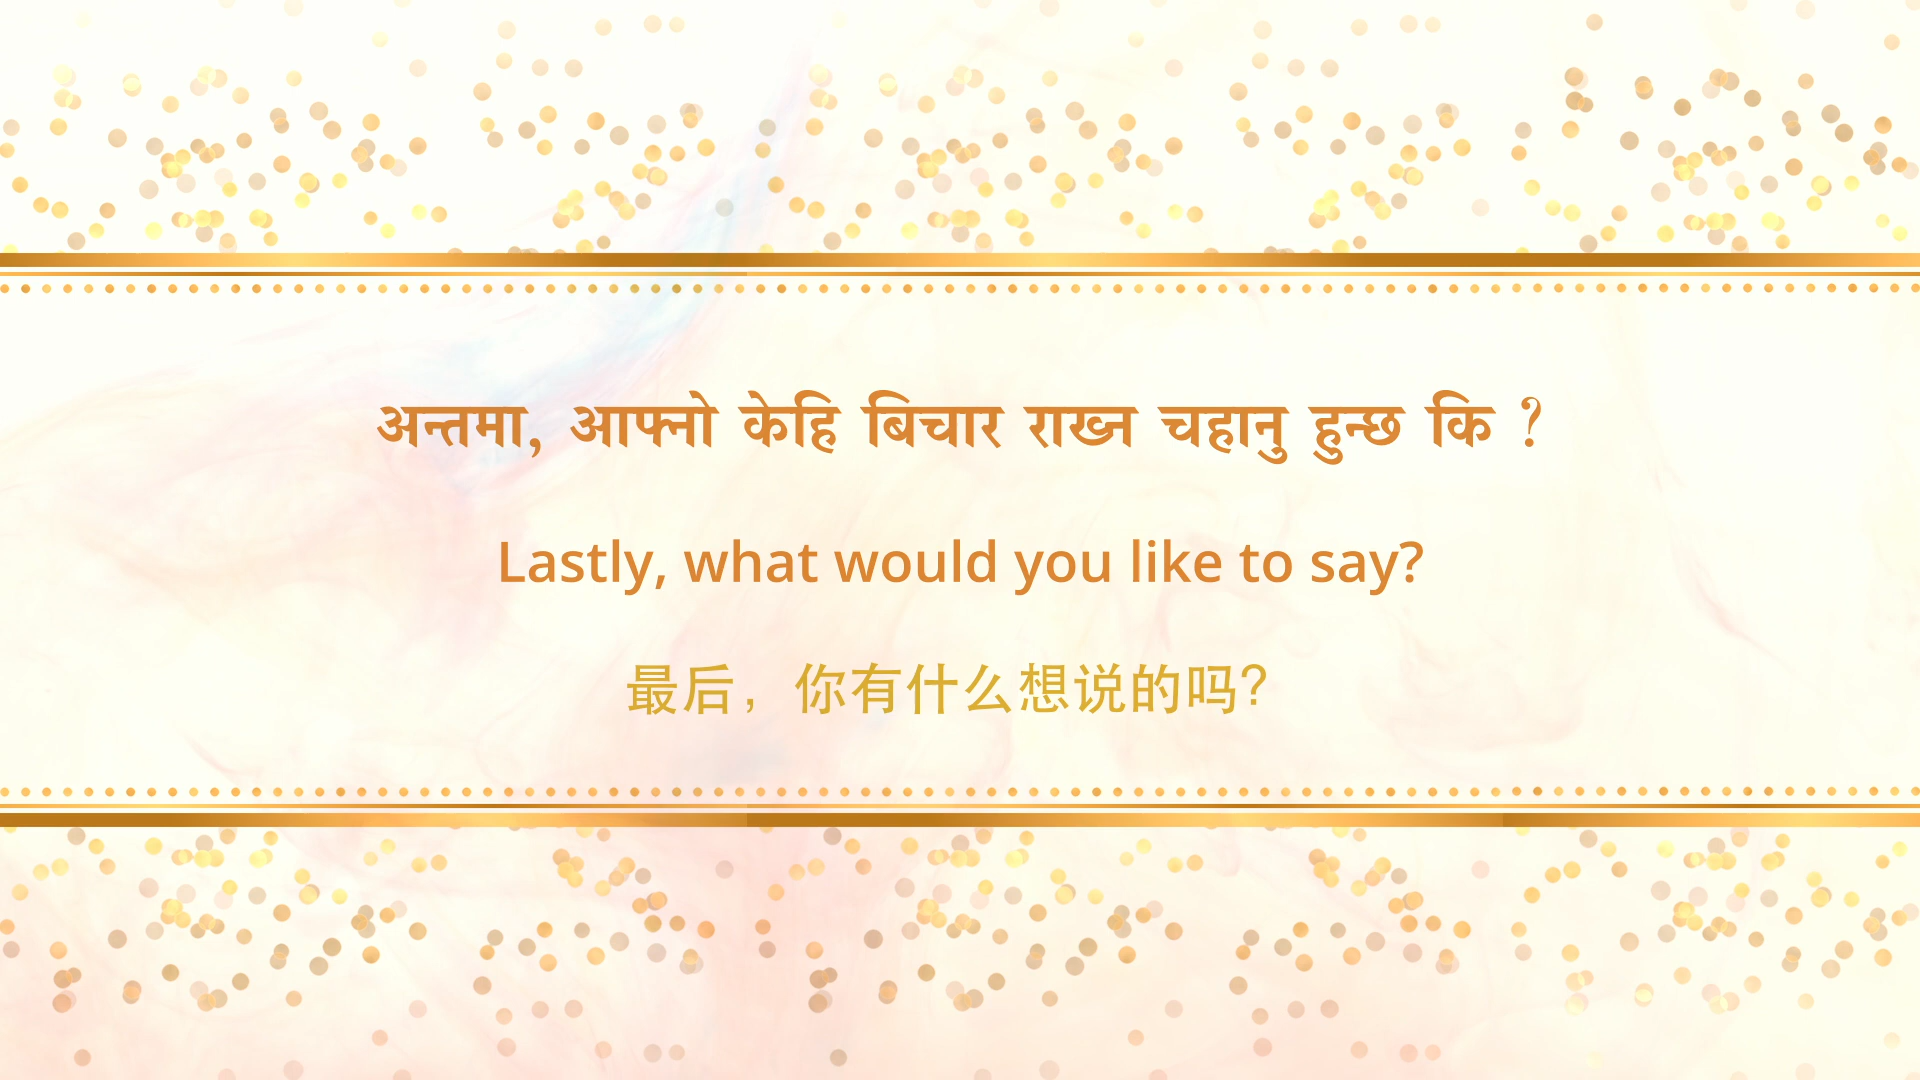 अन्तमा, आफ्नो केहि बिचार राख्न चहानु हुन्छ कि ?
Lastly, what would you like to say?
最后，你有什么想说的吗？